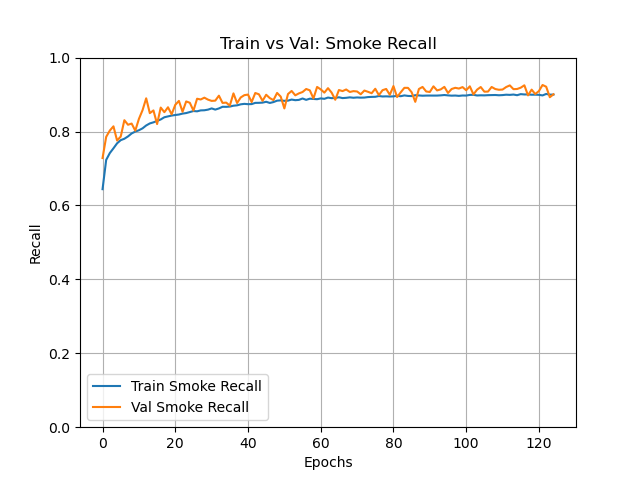 Train vs Val: Smoke Recall
1.0
0.8
0.6
0.4
0.2
0.0
Recall
Train Smoke Recall
Val Smoke Recall
0 20 40 60 80 100 120
Epochs